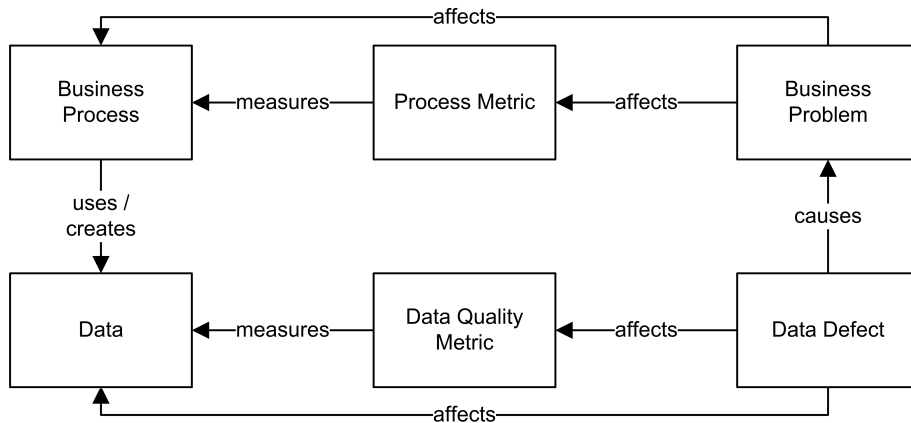 affects
Business
Process
measures
Process Metric
affects
Business
Problem
uses /
creates
causes
Data
measures
Data Quality
Metric
affects
Data Defect
affects